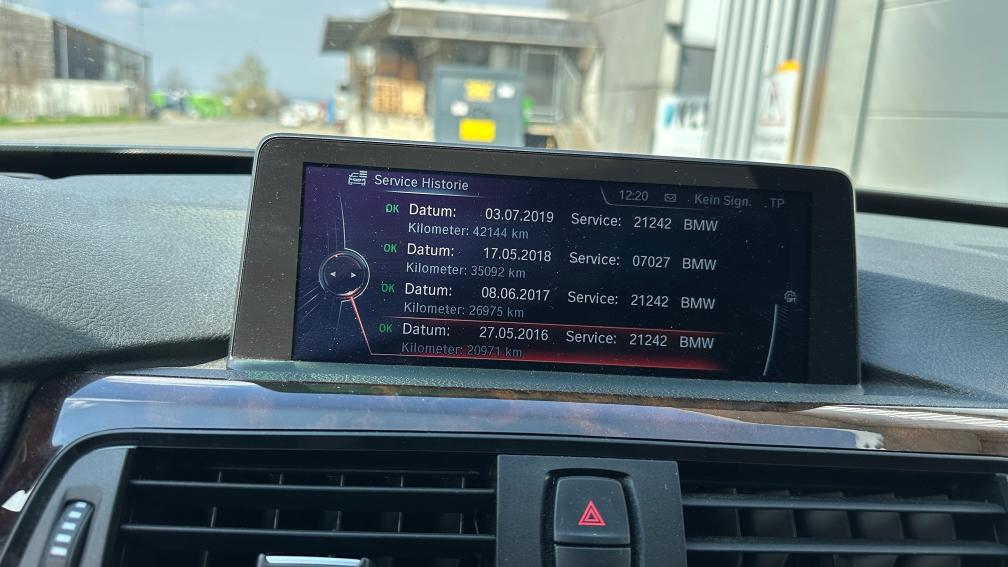 Service Historie
12:20 Kein Sign. TP
OK Datum: 03.07.2019 Service: 21242 BMW
Kilometer: 42144 km
OK Datum: 17.05.2018 Service: 07027 BMW
Kilometer: 35092 km
OK Datum: 08.06.2017 Service: 21242 BMW
Kilometer: 26975 km
OK Datum: 27.05.2016 Service: 21242 BMW
Kilometer: 20971 km